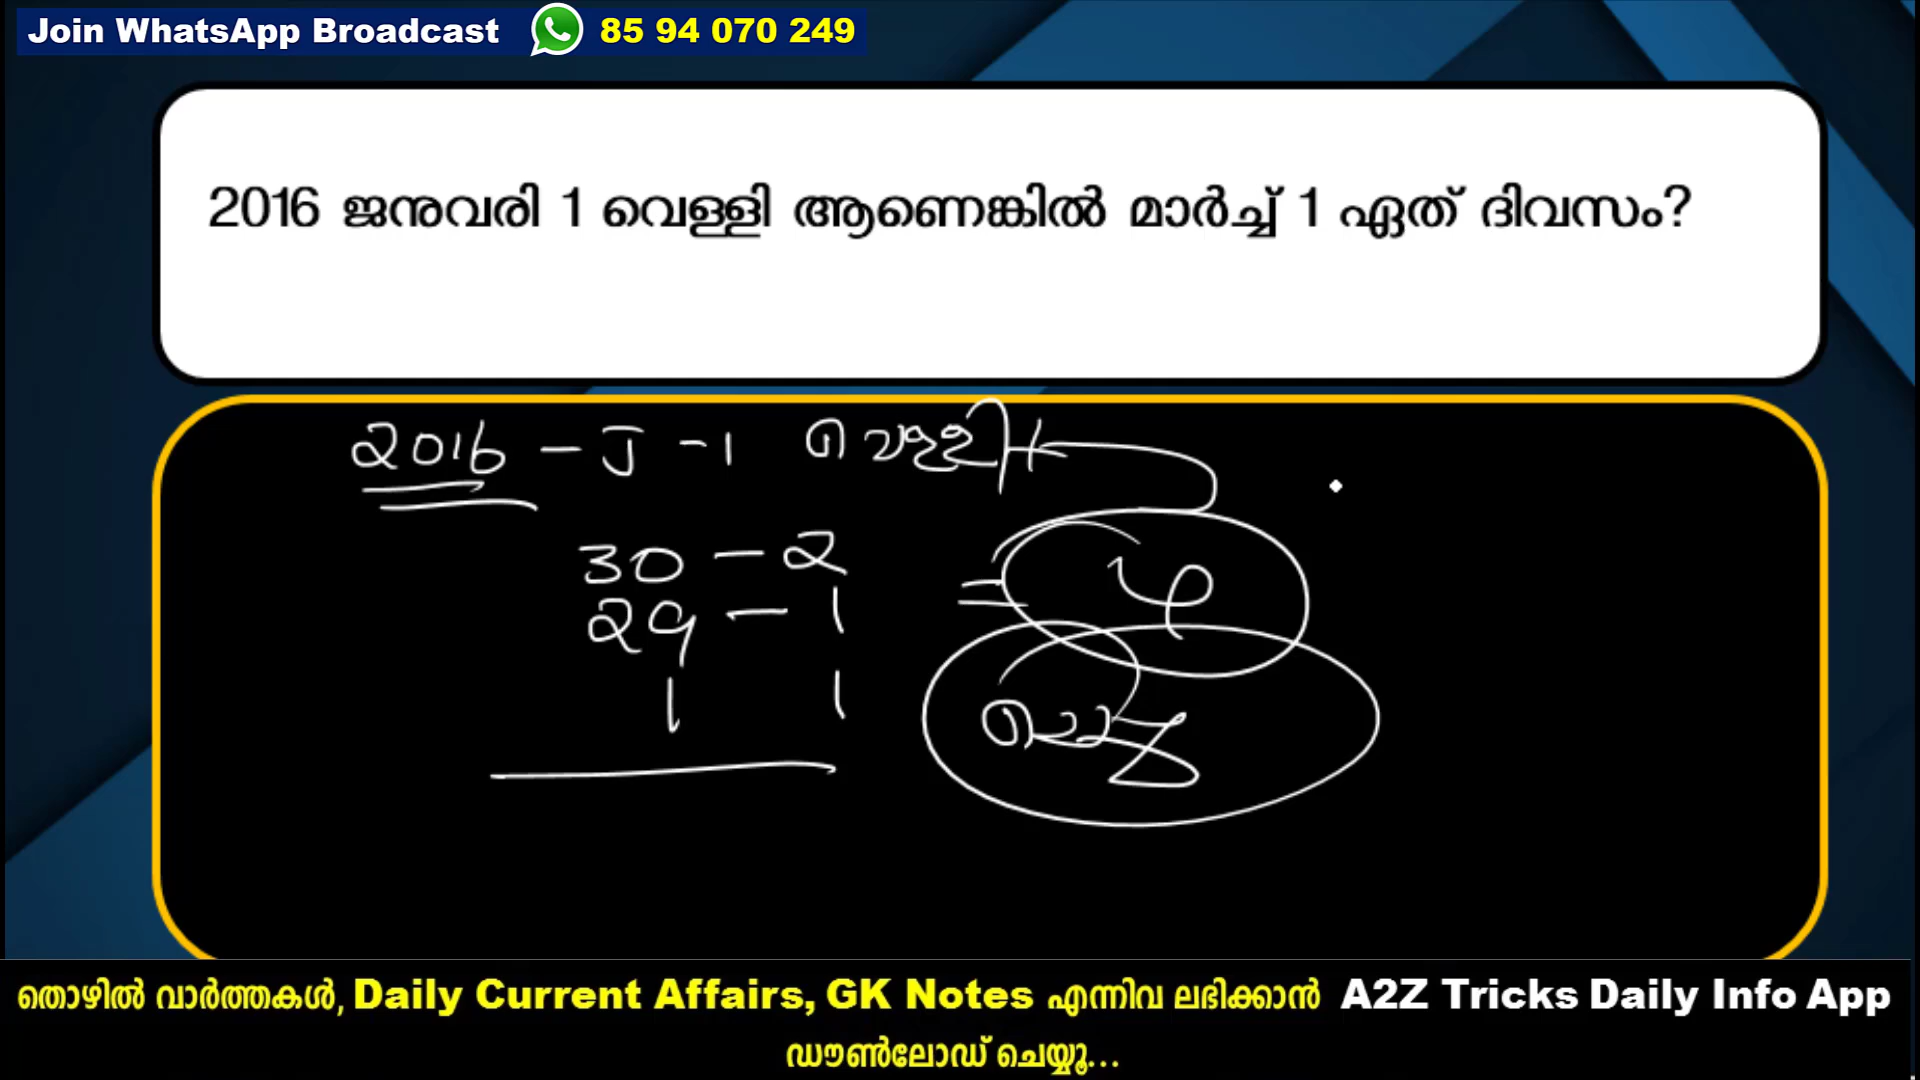 Join WhatsApp Broadcast 85 94 070 249
2016 ജനുവരി 1 വെള്ളി ആണെങ്കിൽ മാർച്ച് 1 ഏത് ദിവസം?
2016 - J - 1 വെള്ളി +
30 - 2
29 - 1
1 1
= 4
ചൊവ്വ
തൊഴിൽ വാർത്തകൾ, Daily Current Affairs, GK Notes എന്നിവ ലഭിക്കാൻ A2Z Tricks Daily Info App
ഡൗൺലോഡ് ചെയ്യൂ...